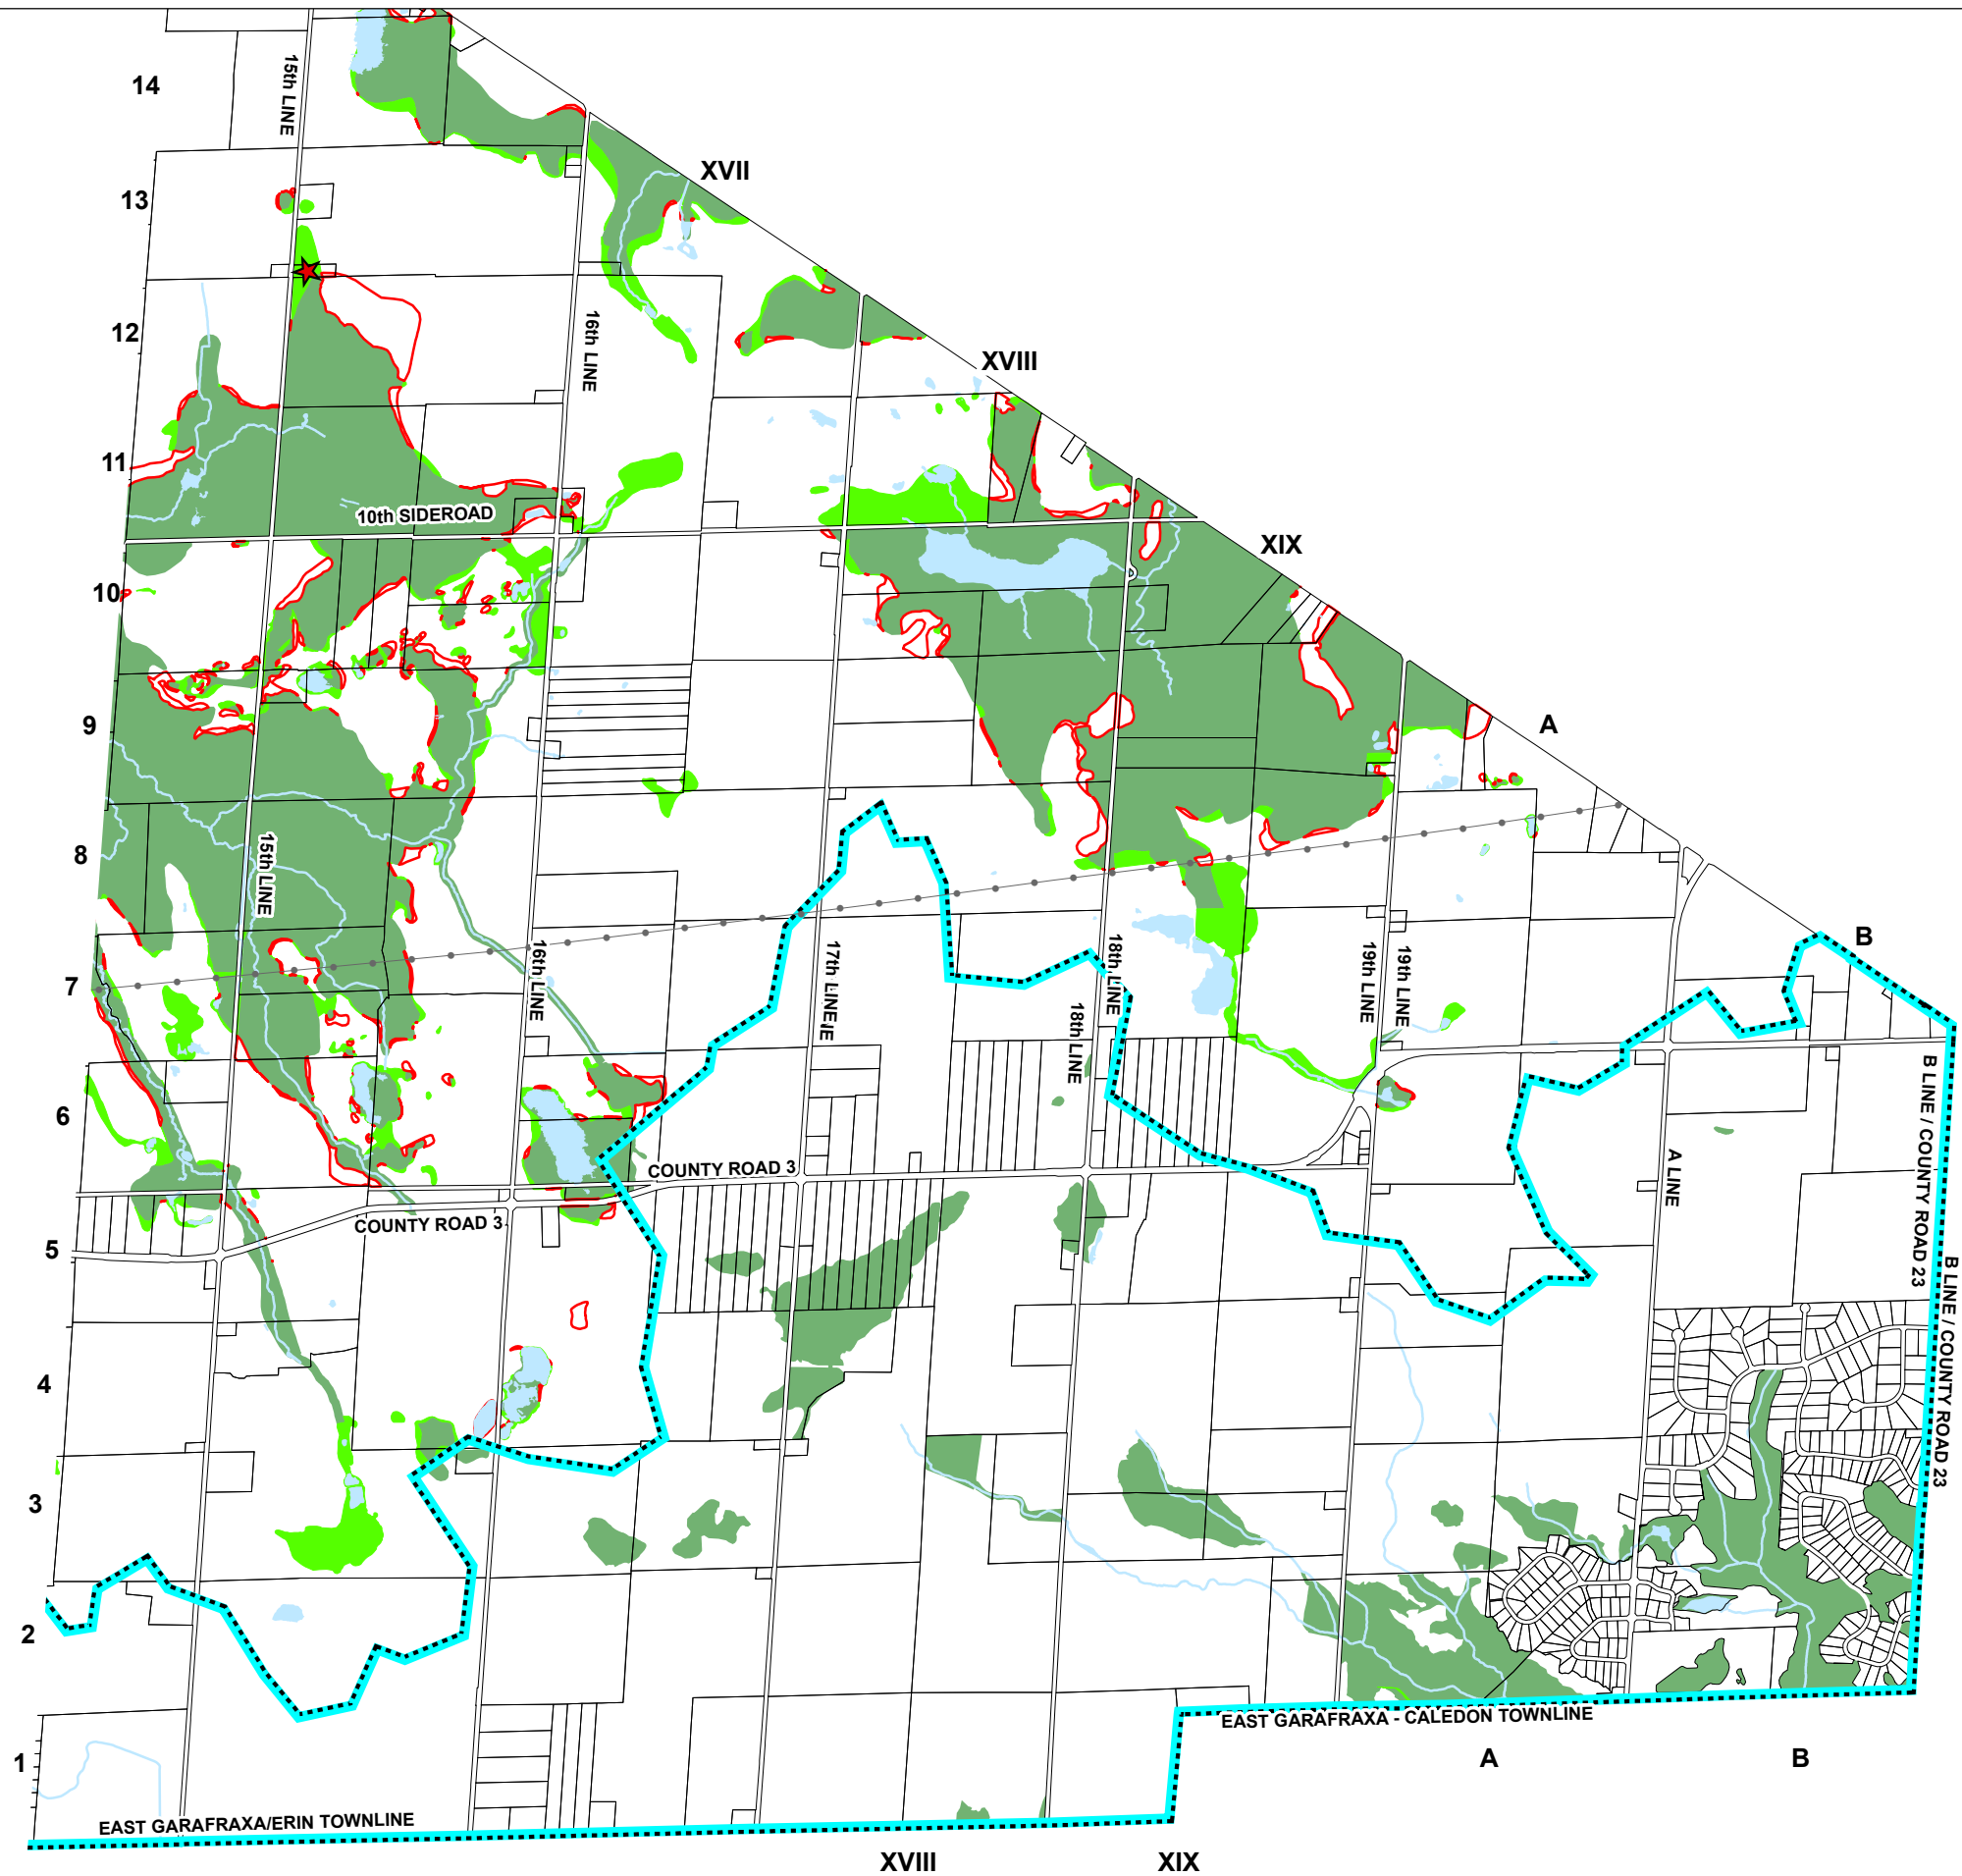 14
15th LINE
XVII
13
12
16th LINE
XVIII
11
10th SIDEROAD
XIX
10
9
A
8
15th LINE
B
7
16th LINE
17th LINE
IE
18th LINE
18th LINE
19th LINE
19th LINE
6
COUNTY ROAD 3
B LINE / COUNTY ROAD 23
A LINE
COUNTY ROAD 3
5
B LINE / COUNTY ROAD 23
4
3
2
EAST GARAFRAXA - CALEDON TOWNLINE
1
A
B
EAST GARAFRAXA/ERIN TOWNLINE
XVIII
XIX